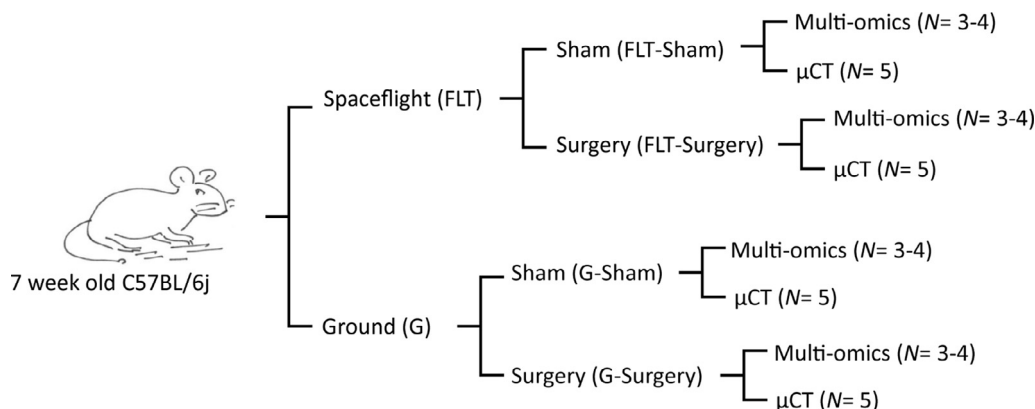 7 week old C57BL/6j
Spaceflight (FLT)
Sham (FLT-Sham)
Multi-omics (N= 3-4)
µCT (N= 5)
Surgery (FLT-Surgery)
Multi-omics (N= 3-4)
µCT (N= 5)
Ground (G)
Sham (G-Sham)
Multi-omics (N= 3-4)
µCT (N= 5)
Surgery (G-Surgery)
Multi-omics (N= 3-4)
µCT (N= 5)